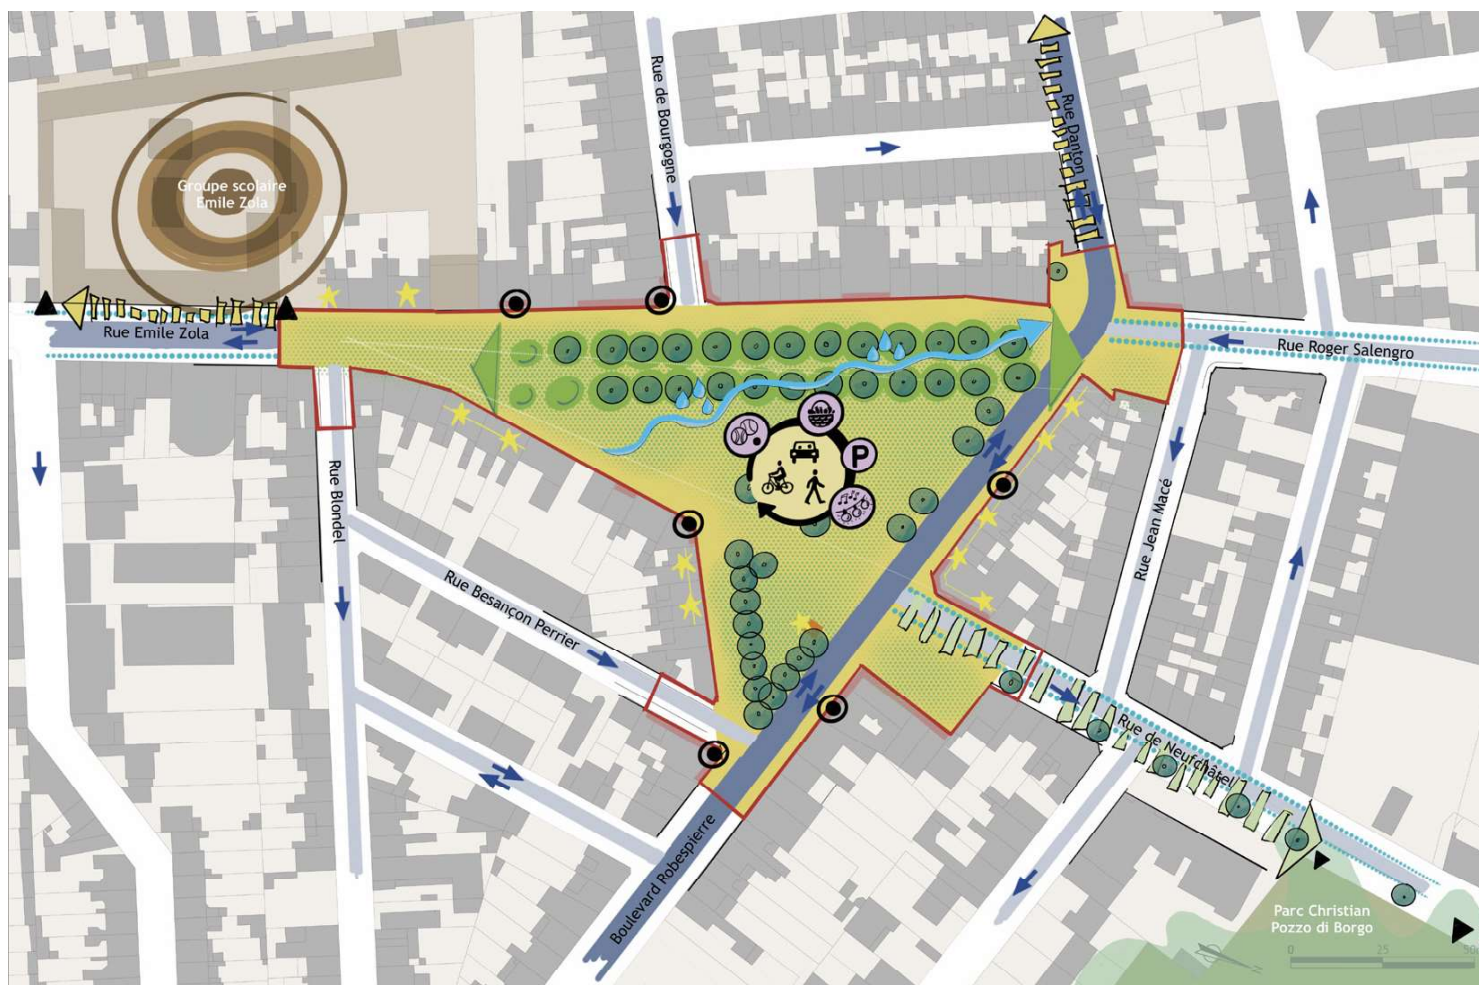 Rue de Bourgogne
Rue Danton
Groupe scolaire
Emile Zola
Rue Emile Zola
Rue Roger Salengro
P
Rue Blondel
Rue Jean Macé
Rue Besançon Perrier
Rue de Neufchâtel
Boulevard Robespierre
Parc Christian
Pozzo di Borgo
0 25